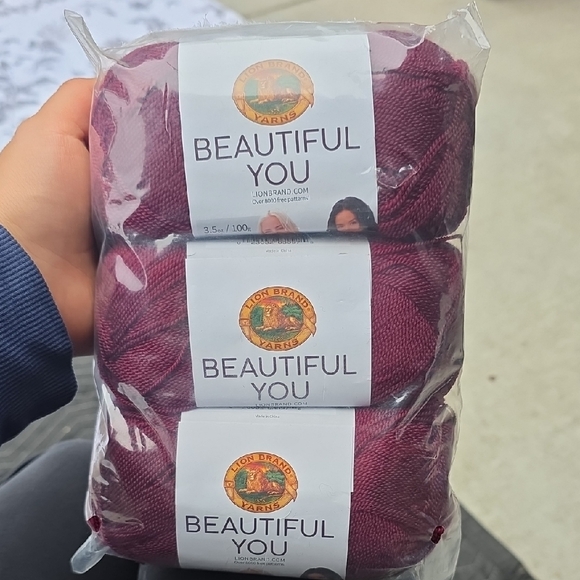 LION BRAND
YARNS
BEAUTIFUL
YOU
LIONBRAND.COM
Over 8000 free patterns
3.5oz / 100g
LION BRAND
YARNS
BEAUTIFUL
YOU
LION BRAND
YARNS
BEAUTIFUL
YOU
LIONBRAND.COM